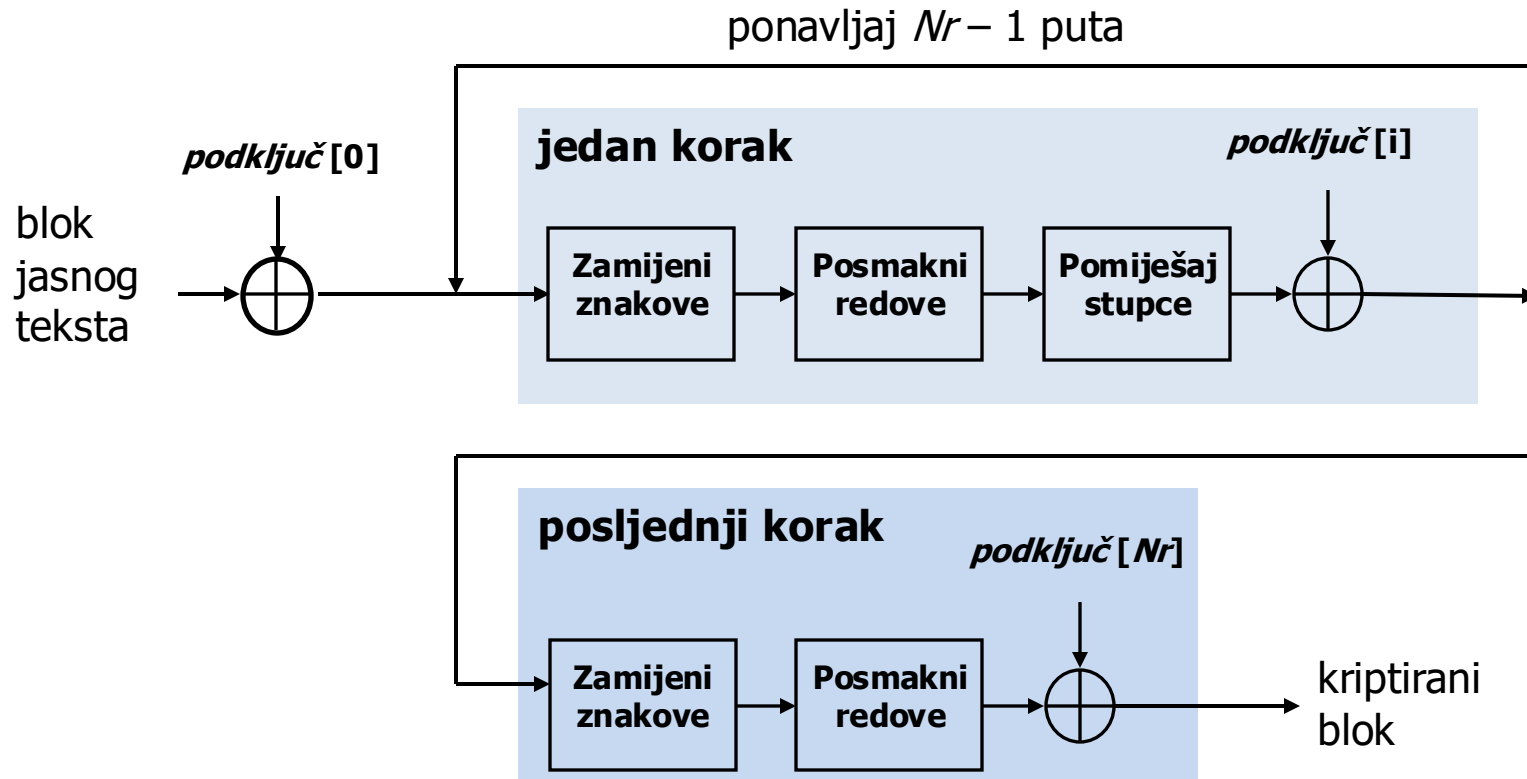 ponavljaj Nr – 1 puta
jedan korak
podključ [0]
podključ [i]
blok
jasnog
teksta
Zamijeni
znakove
Posmakni
redove
Pomiješaj
stupce
posljednji korak
podključ [Nr]
Zamijeni
znakove
Posmakni
redove
kriptirani
blok